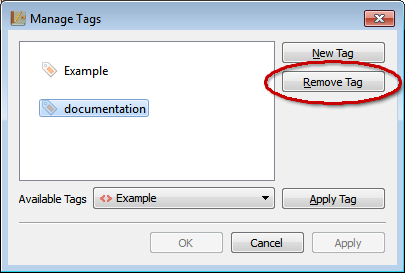 Manage Tags
New Tag
Example
Remove Tag
documentation
Available Tags Example Apply Tag
OK Cancel Apply